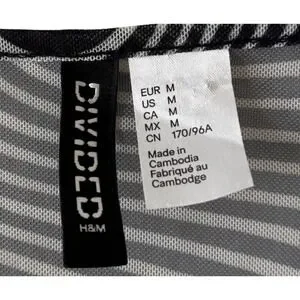 DIVIDED
H&M
EUR M
US M
CA M
MX M
CN 170/96A
Made in
Cambodia
Fabriqué au
Cambodge